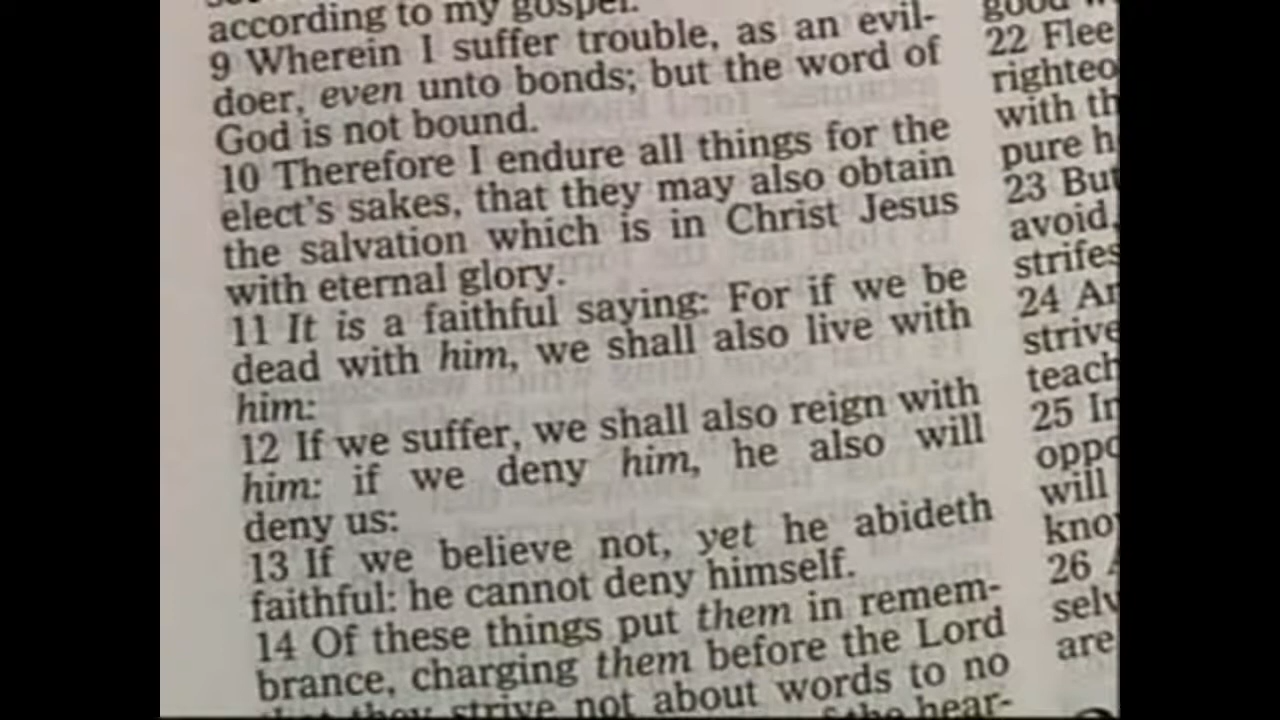 according to my gospel.
9 Wherein I suffer trouble, as an evil-
doer, even unto bonds; but the word of
God is not bound.
10 Therefore I endure all things for the
elect's sakes, that they may also obtain
the salvation which is in Christ Jesus
with eternal glory.
11 It is a faithful saying: For if we be
dead with him, we shall also live with
him:
12 If we suffer, we shall also reign with
him: if we deny him, he also will
deny us:
13 If we believe not, yet he abideth
faithful: he cannot deny himself.
14 Of these things put them in remem-
brance, charging them before the Lord
that they strive not about words to no
the hear-
good
22 Flee
righteo
with th
pure h
23 But
avoid,
strifes
24 An
strive
teach
25 In
oppo
will
kno
26
selv
are